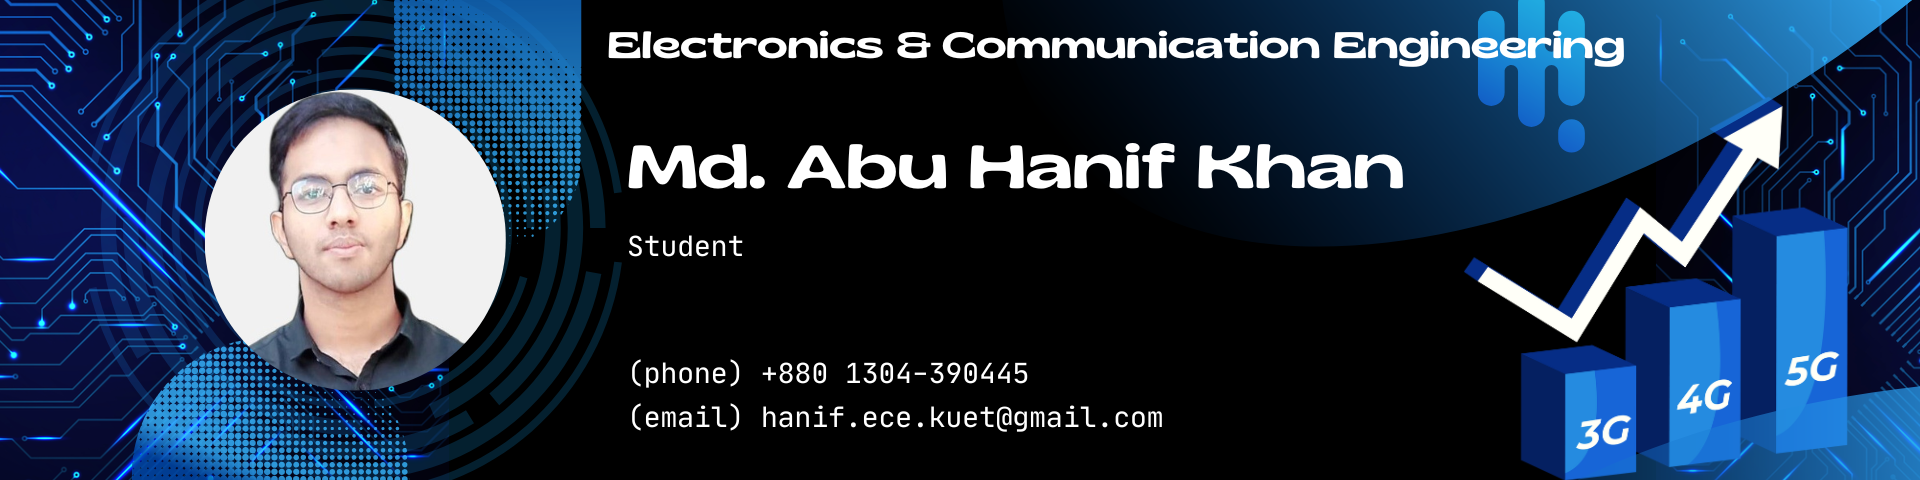 Electronics & Communication Engineering
Md. Abu Hanif Khan
Student
(phone) +880 1304-390445
(email) hanif.ece.kuet@gmail.com
3G
4G
5G